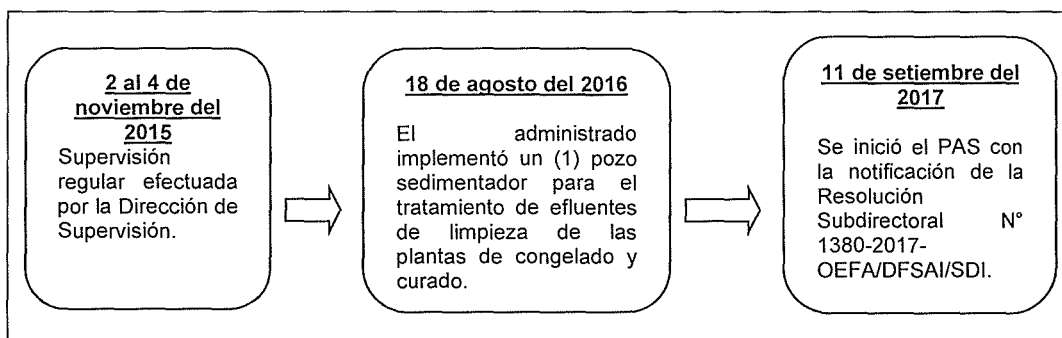 2 al 4 de
noviembre del
2015
Supervisión
regular efectuada
por la Dirección de
Supervisión.
18 de agosto del 2016
El administrado
implementó un (1) pozo
sedimentador para el
tratamiento de efluentes
de limpieza de las
plantas de congelado y
curado.
11 de setiembre del
2017
Se inició el PAS con
la notificación de la
Resolución
Subdirectoral N°
1380-2017-
OEFA/DFSAI/SDI.